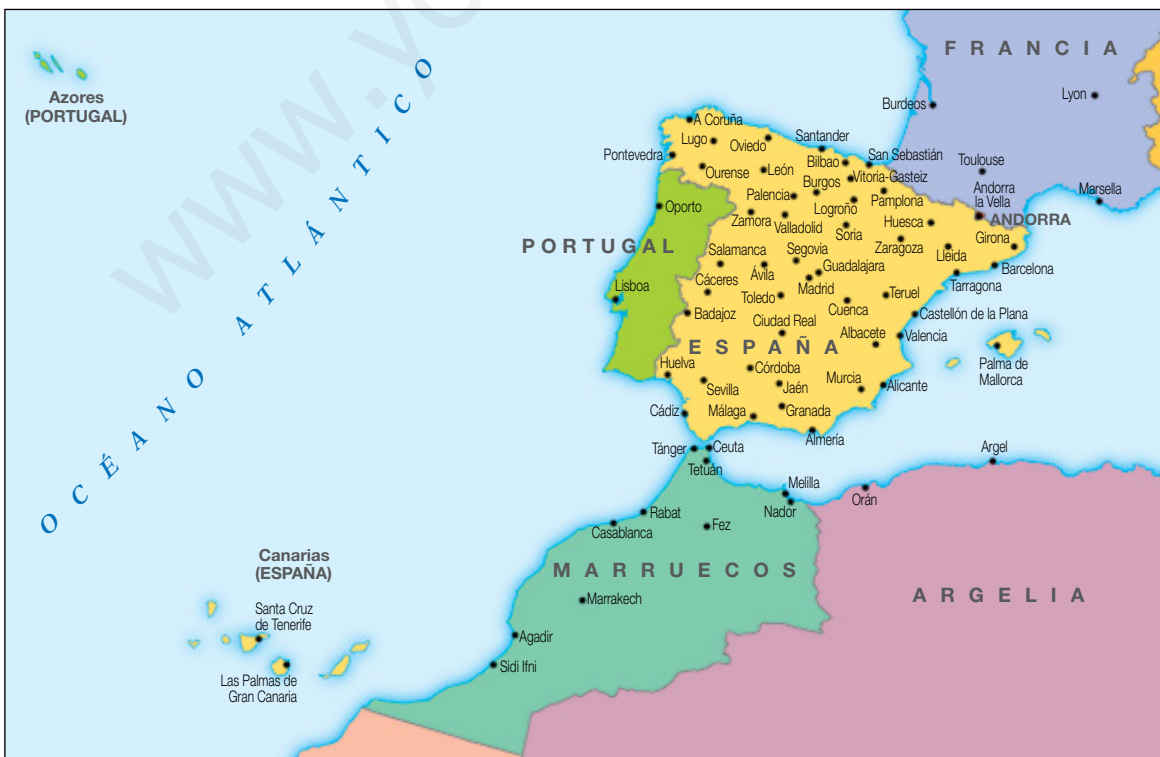 www.y
FRANCIA
Azores
(PORTUGAL)
OCÉANO ATLÁNTICO
Lyon
Burdeos
A Coruña
Lugo
Oviedo
Santander
Pontevedra
Bilbao
San Sebastián
Toulouse
Ourense
León
Burgos
Vitoria-Gasteiz
Andorra
la Vella
Marsella
Palencia
Pamplona
Oporto
Zamora
Valladolid
Logroño
Soria
Huesca
ANDORRA
PORTUGAL
Salamanca
Segovia
Zaragoza
Girona
Lleida
Ávila
Guadalajara
Barcelona
Cáceres
Madrid
Tarragona
Lisboa
Toledo
Cuenca
Teruel
Badajoz
Ciudad Real
Castellón de la Plana
Albacete
Valencia
ESPAÑA
Huelva
Córdoba
Palma de
Mallorca
Sevilla
Jaén
Murcia
Alicante
Cádiz
Málaga
Granada
Almería
Tánger
Ceuta
Argel
Tetuán
Melilla
Orán
Nador
Rabat
Casablanca
Fez
Canarias
(ESPAÑA)
MARRUECOS
ARGELIA
Marrakech
Santa Cruz
de Tenerife
Agadir
Sidi Ifni
Las Palmas de
Gran Canaria